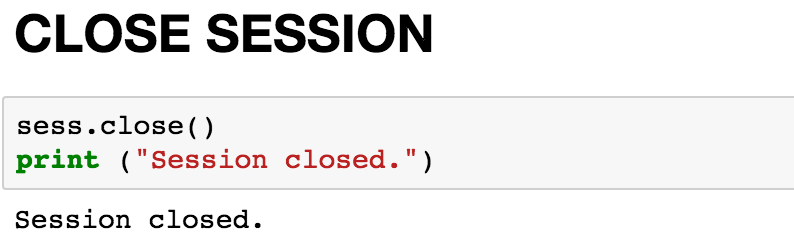 CLOSE SESSION
sess.close()
print ("Session closed.")
Session closed.